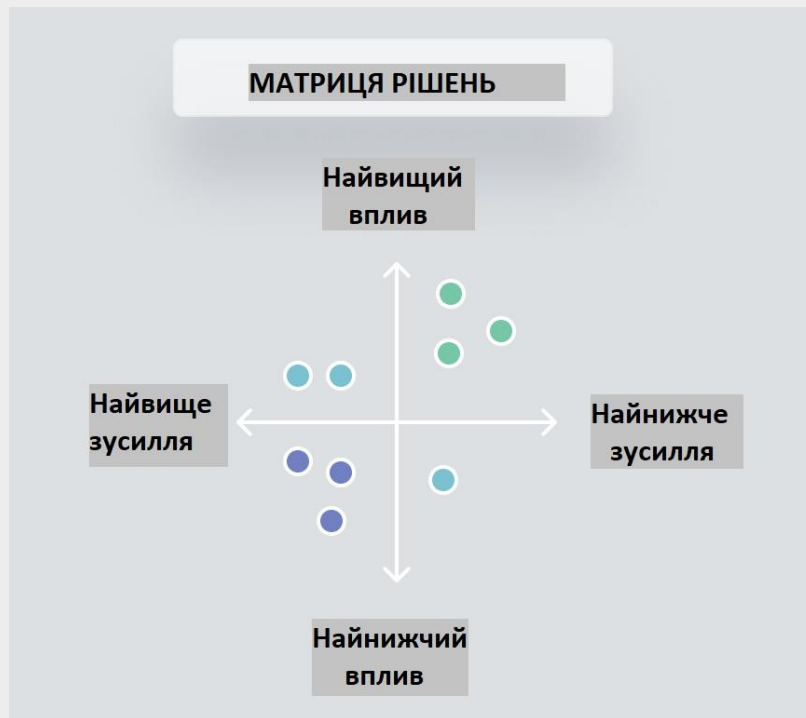 МАТРИЦЯ РІШЕНЬ
Найвищий
вплив
Найвище
зусилля
Найнижче
зусилля
Найнижчий
вплив